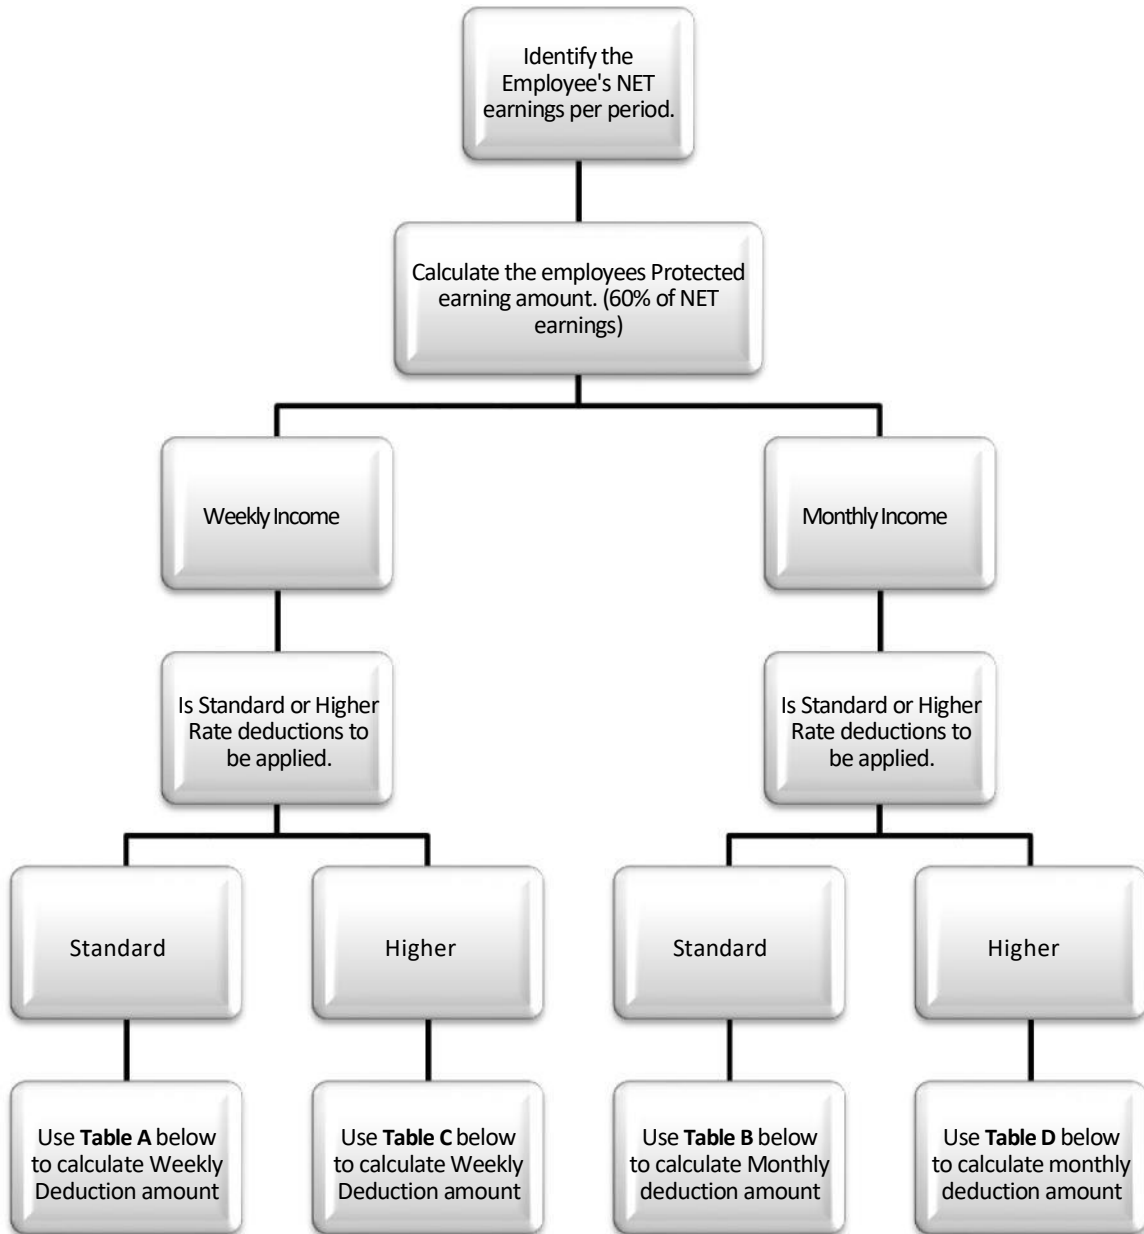 Identify the
Employee's NET
earnings per period.
Calculate the employees Protected
earning amount. (60% of NET
earnings)
Weekly Income
Monthly Income
Is Standard or Higher
Rate deductions to
be applied.
Is Standard or Higher
Rate deductions to
be applied.
Standard
Higher
Standard
Higher
Use Table A below
to calculate Weekly
Deduction amount
Use Table C below
to calculate Weekly
Deduction amount
Use Table B below
to calculate Monthly
deduction amount
Use Table D below
to calculate monthly
deduction amount